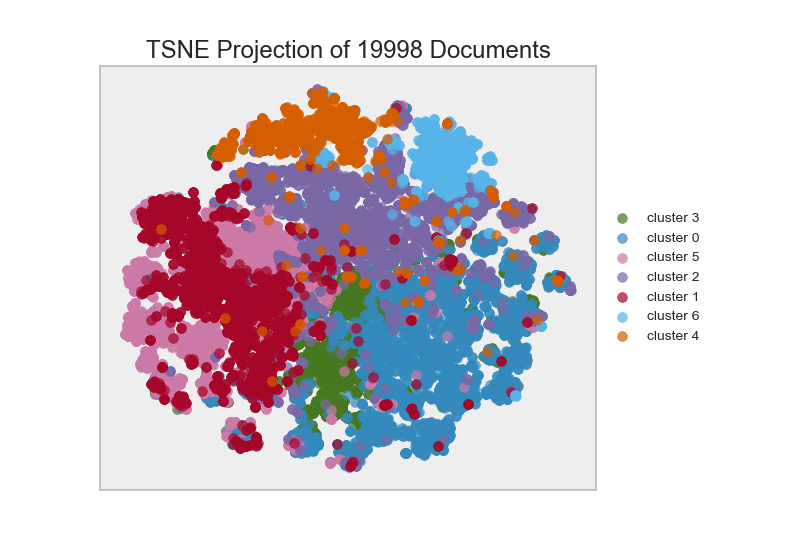 TSNE Projection of 19998 Documents
cluster 3
cluster 0
cluster 5
cluster 2
cluster 1
cluster 6
cluster 4